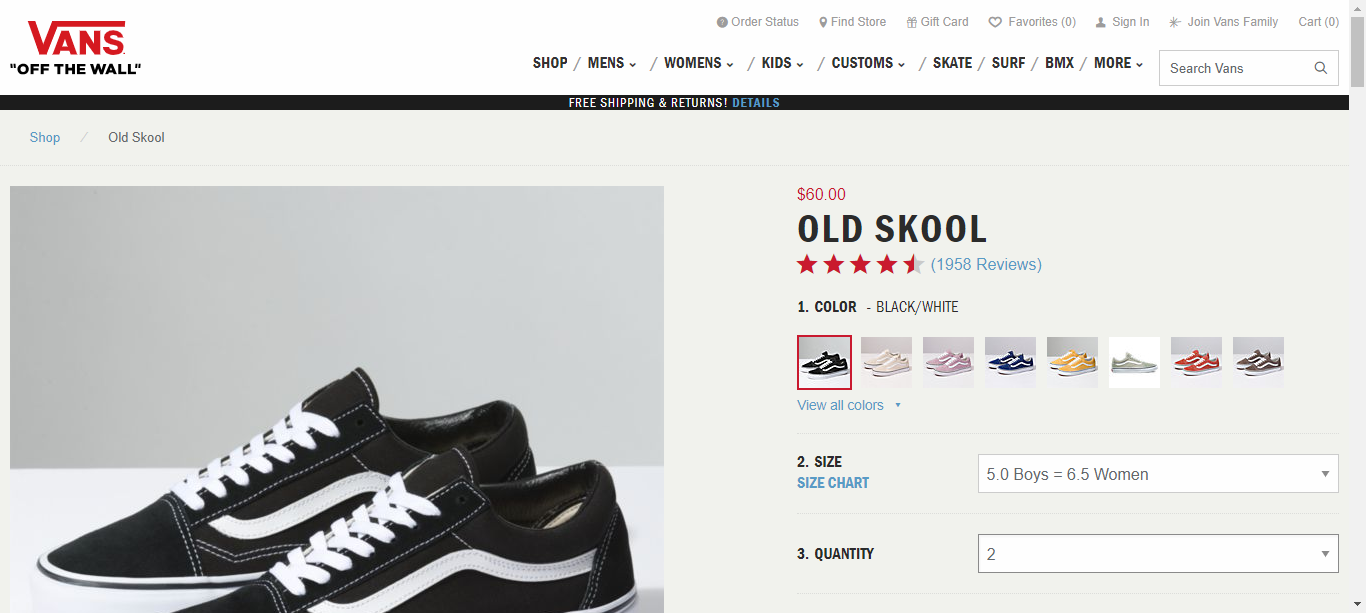 Order Status Find Store Gift Card Favorites (0) Sign In Join Vans Family Cart (0)
VANS
"OFF THE WALL"
SHOP / MENS / WOMENS / KIDS / CUSTOMS / SKATE / SURF / BMX / MORE
Search Vans
FREE SHIPPING & RETURNS! DETAILS
Shop / Old Skool
$60.00
OLD SKOOL
(1958 Reviews)
1. COLOR - BLACK/WHITE
View all colors
2. SIZE
SIZE CHART
5.0 Boys = 6.5 Women
3. QUANTITY
2